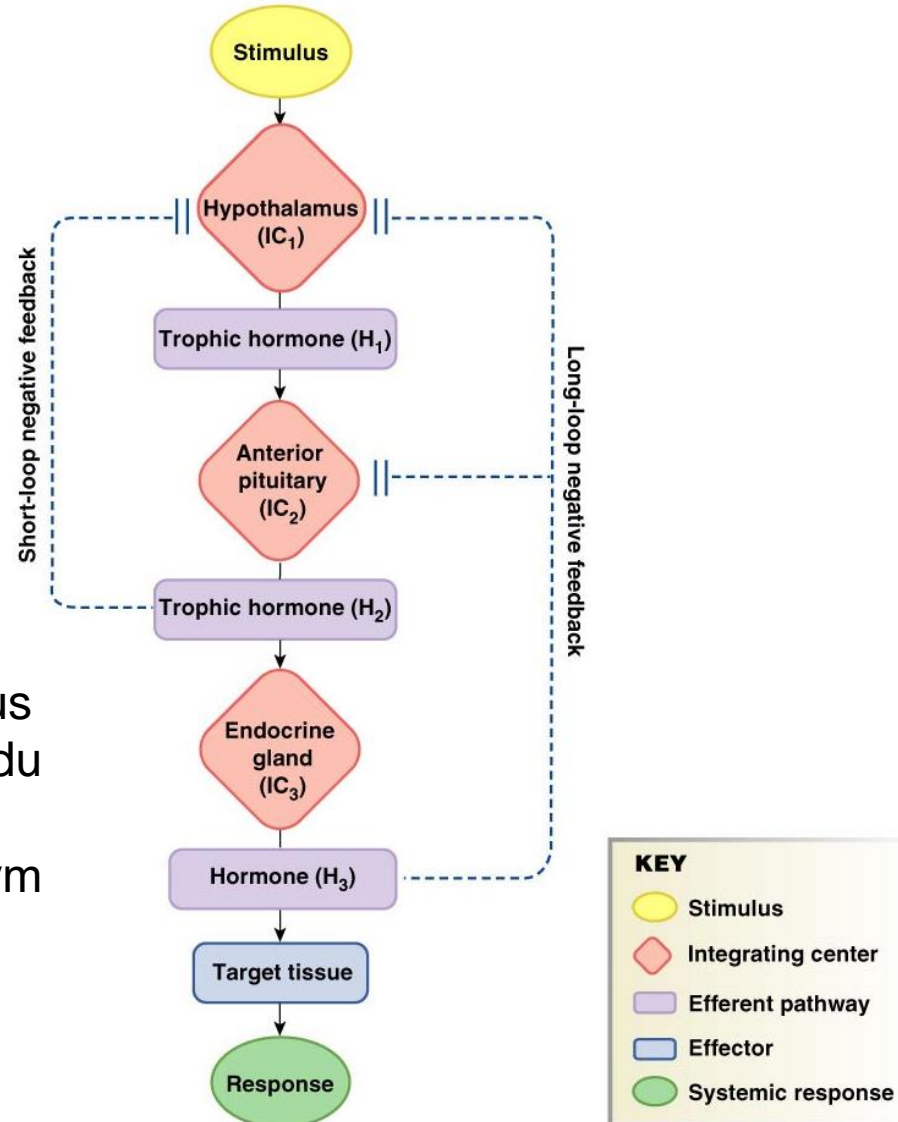 Stimulus
Hypothalamus
(IC₁)
Short-loop negative feedback
Trophic hormone (H₁)
Long-loop negative feedback
Anterior
pituitary
(IC₂)
Trophic hormone (H₂)
Endocrine
gland
(IC₃)
Hormone (H₃)
Target tissue
Response
KEY
Stimulus
Integrating center
Efferent pathway
Effector
Systemic response